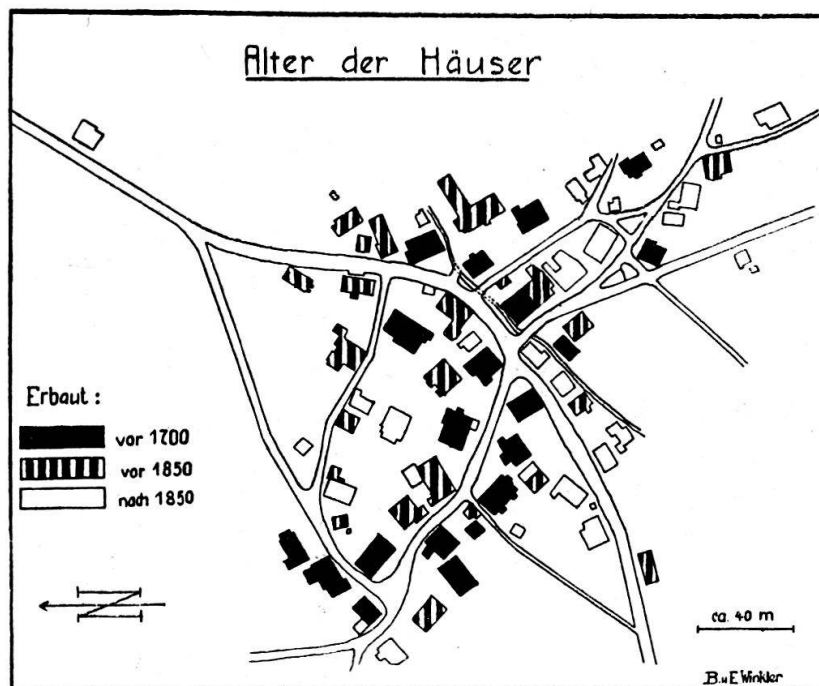 Alter der Häuser
Erbaut :
vor 1700
vor 1850
nach 1850
N
ca. 40 m
B.u.E Winkler